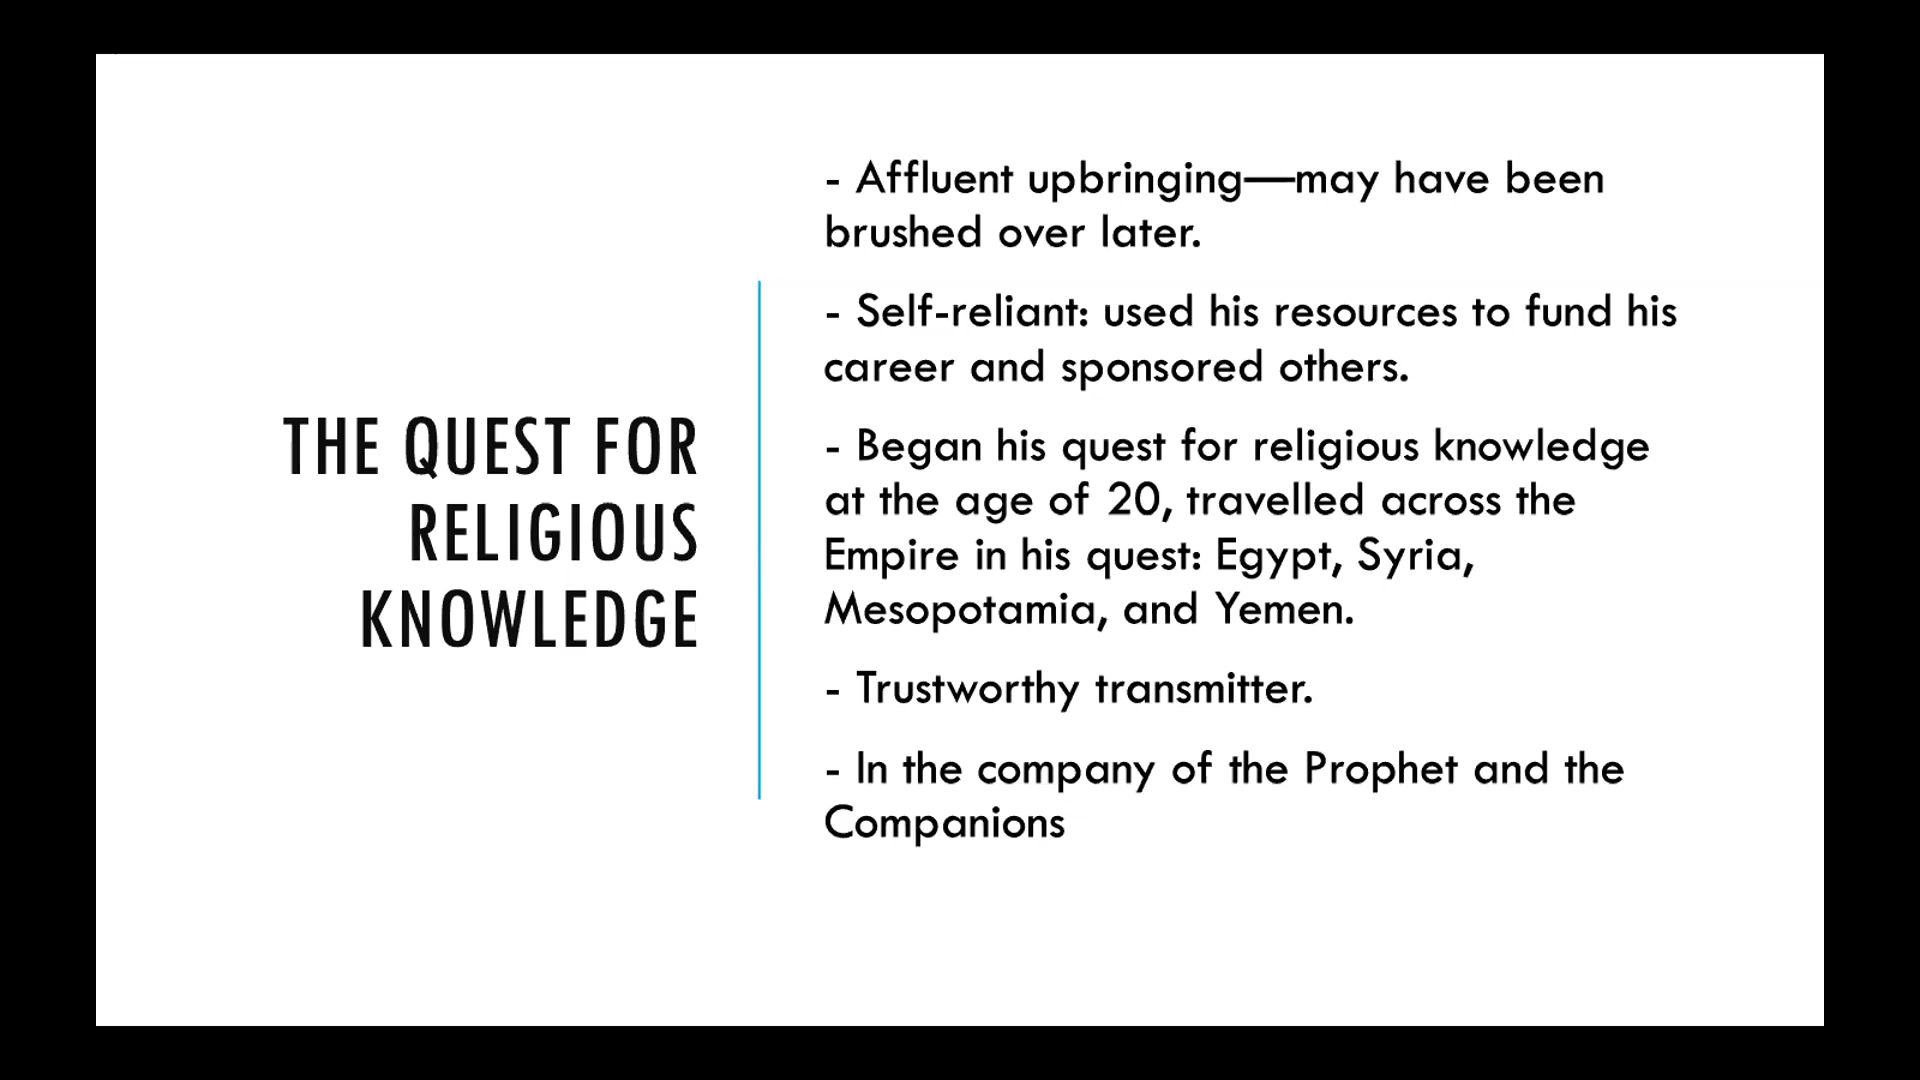 THE QUEST FOR
RELIGIOUS
KNOWLEDGE
- Affluent upbringing—may have been
brushed over later.
- Self-reliant: used his resources to fund his
career and sponsored others.
- Began his quest for religious knowledge
at the age of 20, travelled across the
Empire in his quest: Egypt, Syria,
Mesopotamia, and Yemen.
- Trustworthy transmitter.
- In the company of the Prophet and the
Companions